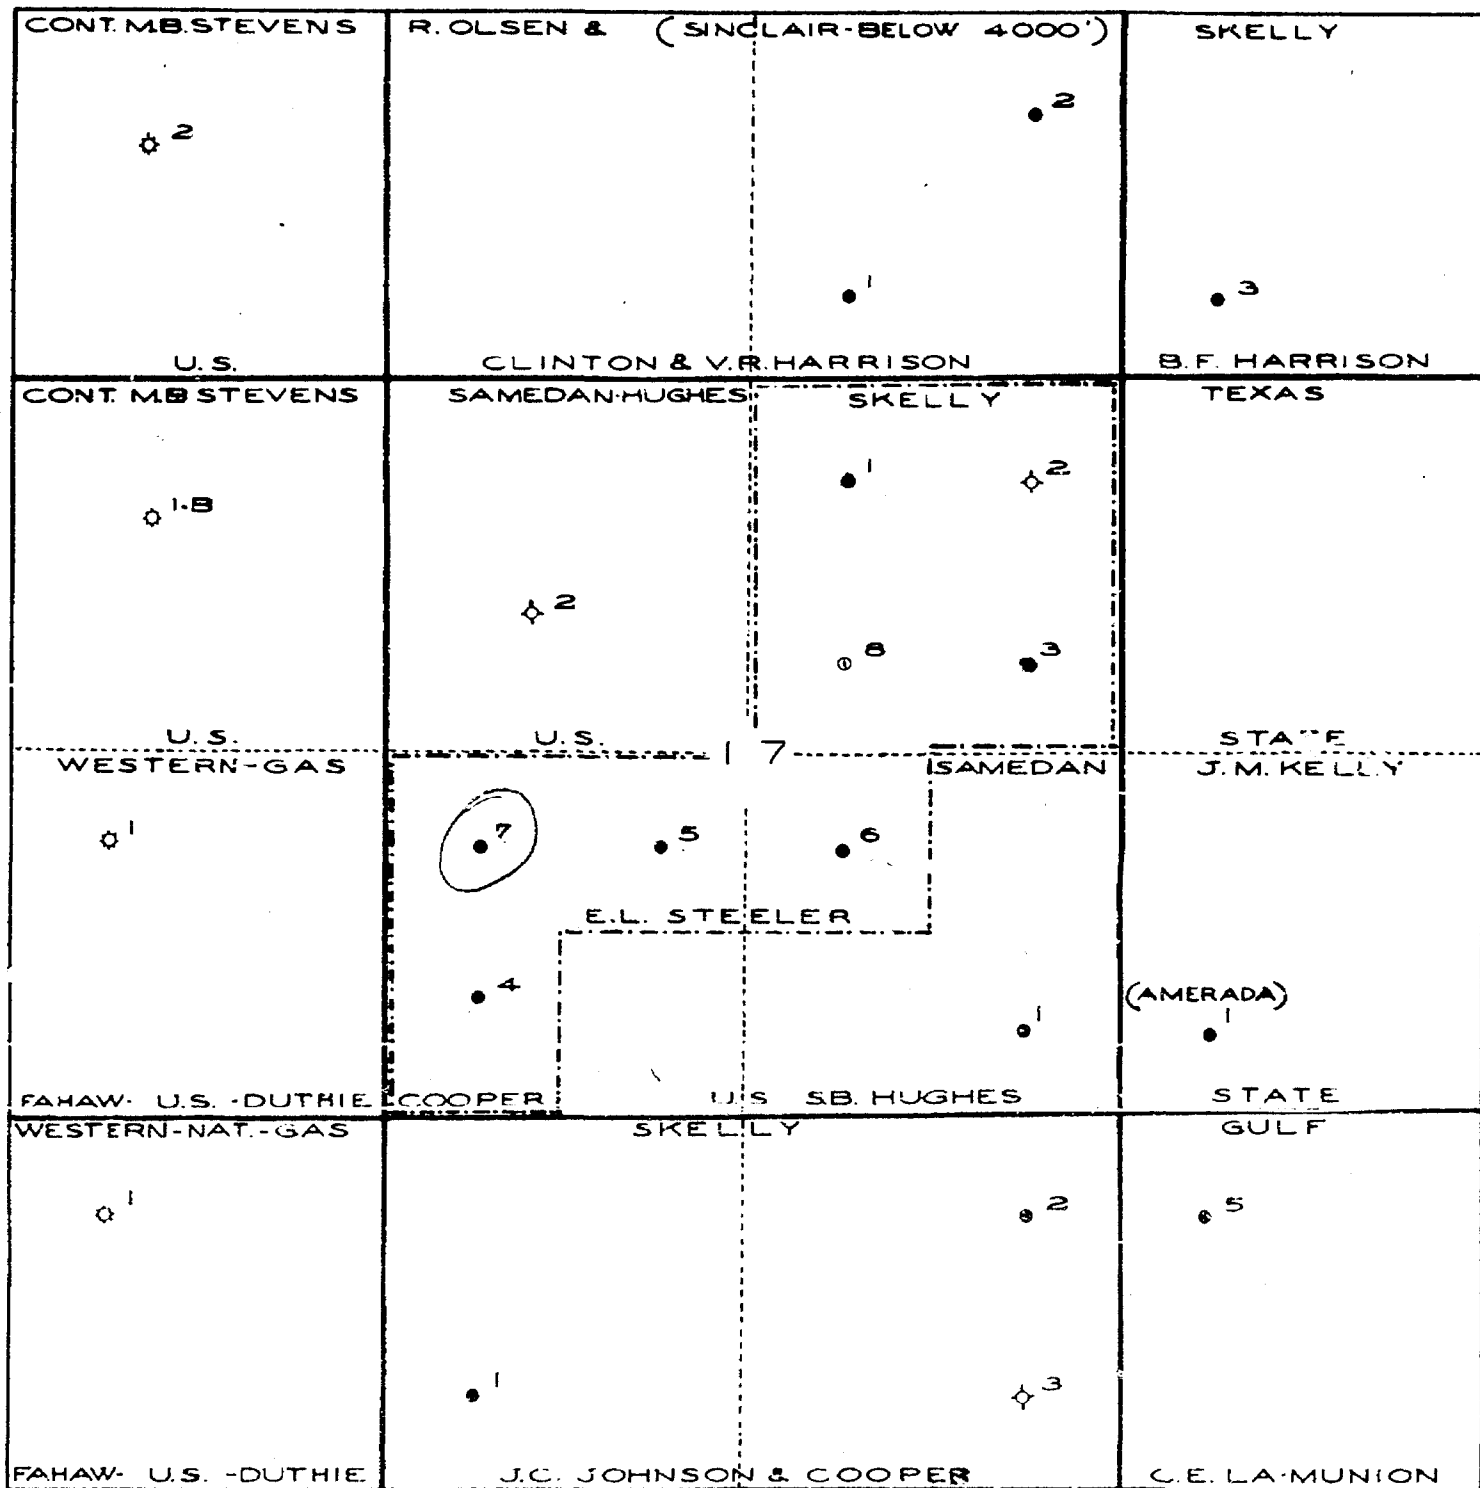 CONT. M.B. STEVENS
R. OLSEN & (SINCLAIR-BELOW 4000')
SKELLY
2
2
1
3
U.S.
CLINTON & V.R. HARRISON
B.F. HARRISON
CONT. M.B STEVENS
SAMEDAN-HUGHES
SKELLY
TEXAS
1-B
1
2
2
8
3
U.S.
U.S.
17
STATE
WESTERN-GAS
SAMEDAN
J.M. KELLY
1
7
5
6
E.L. STEELER
4
1
(AMERADA)
1
FAHAW- U.S. -DUTHIE
COOPER
U.S S.B. HUGHES
STATE
WESTERN-NAT.-GAS
SKELLY
GULF
1
2
5
1
3
FAHAW- U.S. -DUTHIE
J.C. JOHNSON & COOPER
C.E. LA-MUNION